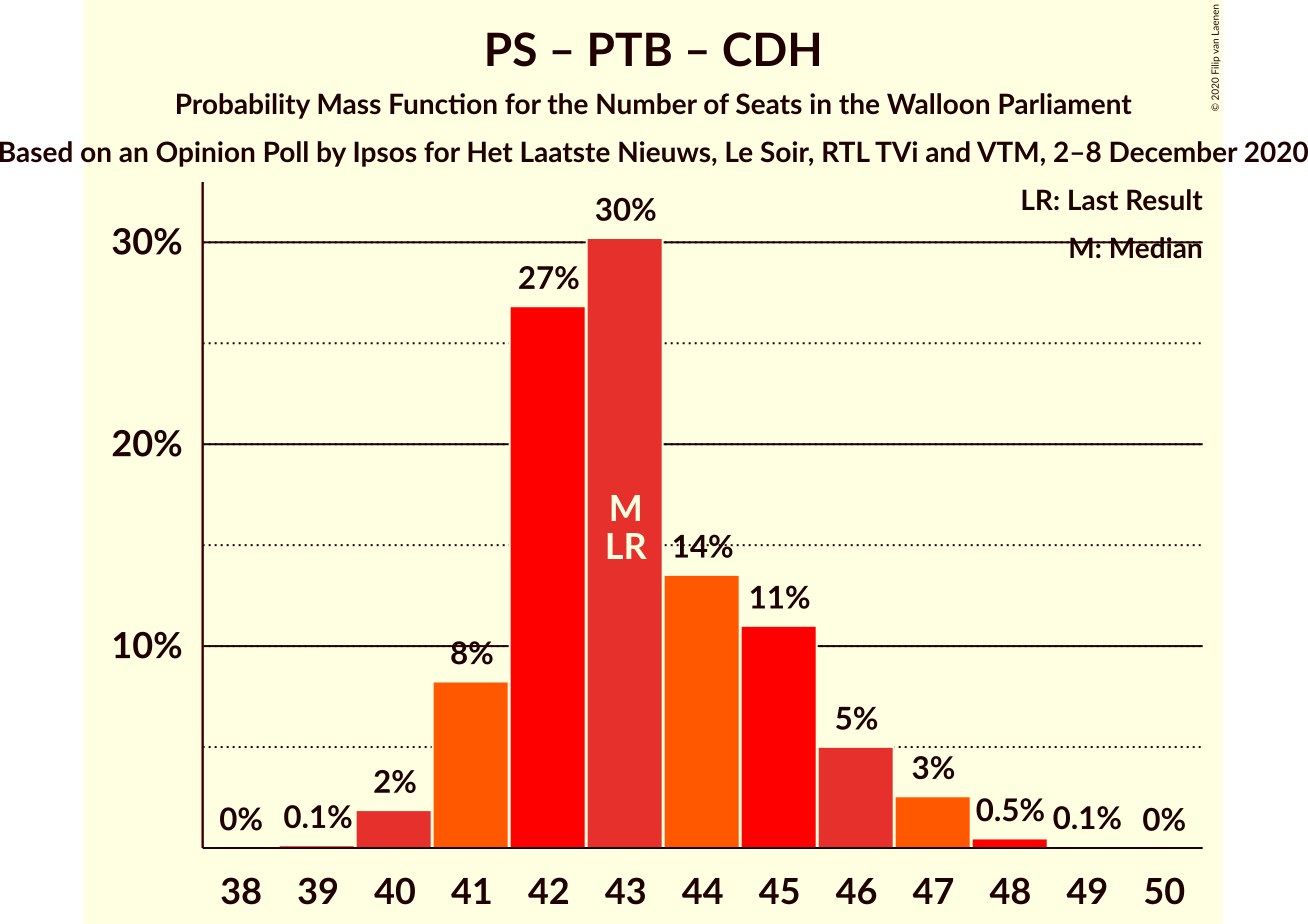 PS – PTB – CDH
Probability Mass Function for the Number of Seats in the Walloon Parliament
Based on an Opinion Poll by Ipsos for Het Laatste Nieuws, Le Soir, RTL TVi and VTM, 2–8 December 2020
© 2020 Filip van Laenen
LR: Last Result
M: Median
30%
20%
10%
0%
0.1%
2%
8%
27%
30%
14%
11%
5%
3%
0.5%
0.1%
0%
M
LR
38 39 40 41 42 43 44 45 46 47 48 49 50